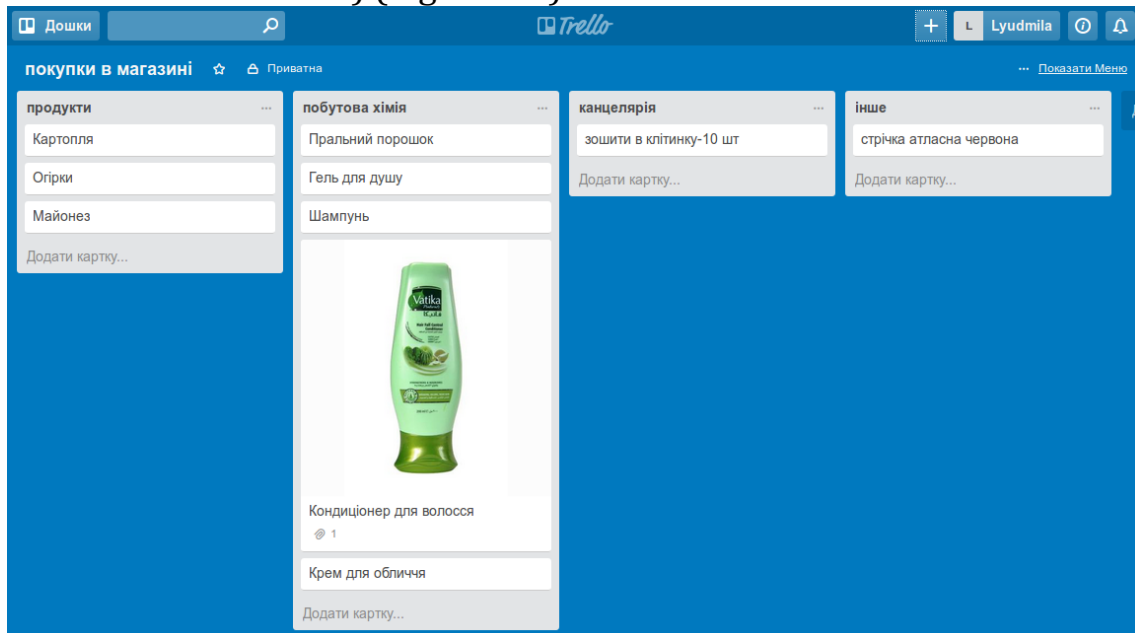 Дошки
Trello
L Lyudmila
покупки в магазині
Приватна
... Показати Меню
продукти
Картопля
Огірки
Майонез
Додати картку...
побутова хімія
Пральний порошок
Гель для душу
Шампунь
Vatika
Кондиціонер для волосся
1
Крем для обличчя
Додати картку...
канцелярія
зошити в клітинку-10 шт
Додати картку...
інше
стрічка атласна червона
Додати картку...